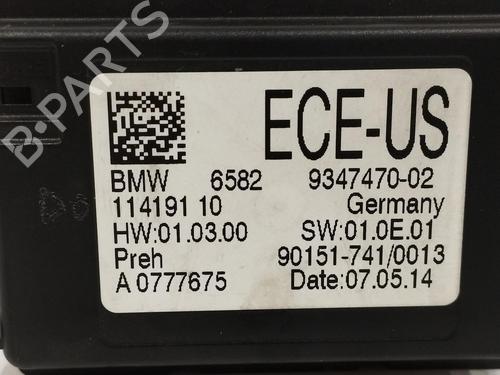 B-PARTS
ECE-US
BMW 6582 9347470-02
114191 10 Germany
HW:01.03.00 SW:01.0E.01
Preh 90151-741/0013
A 0777675 Date:07.05.14